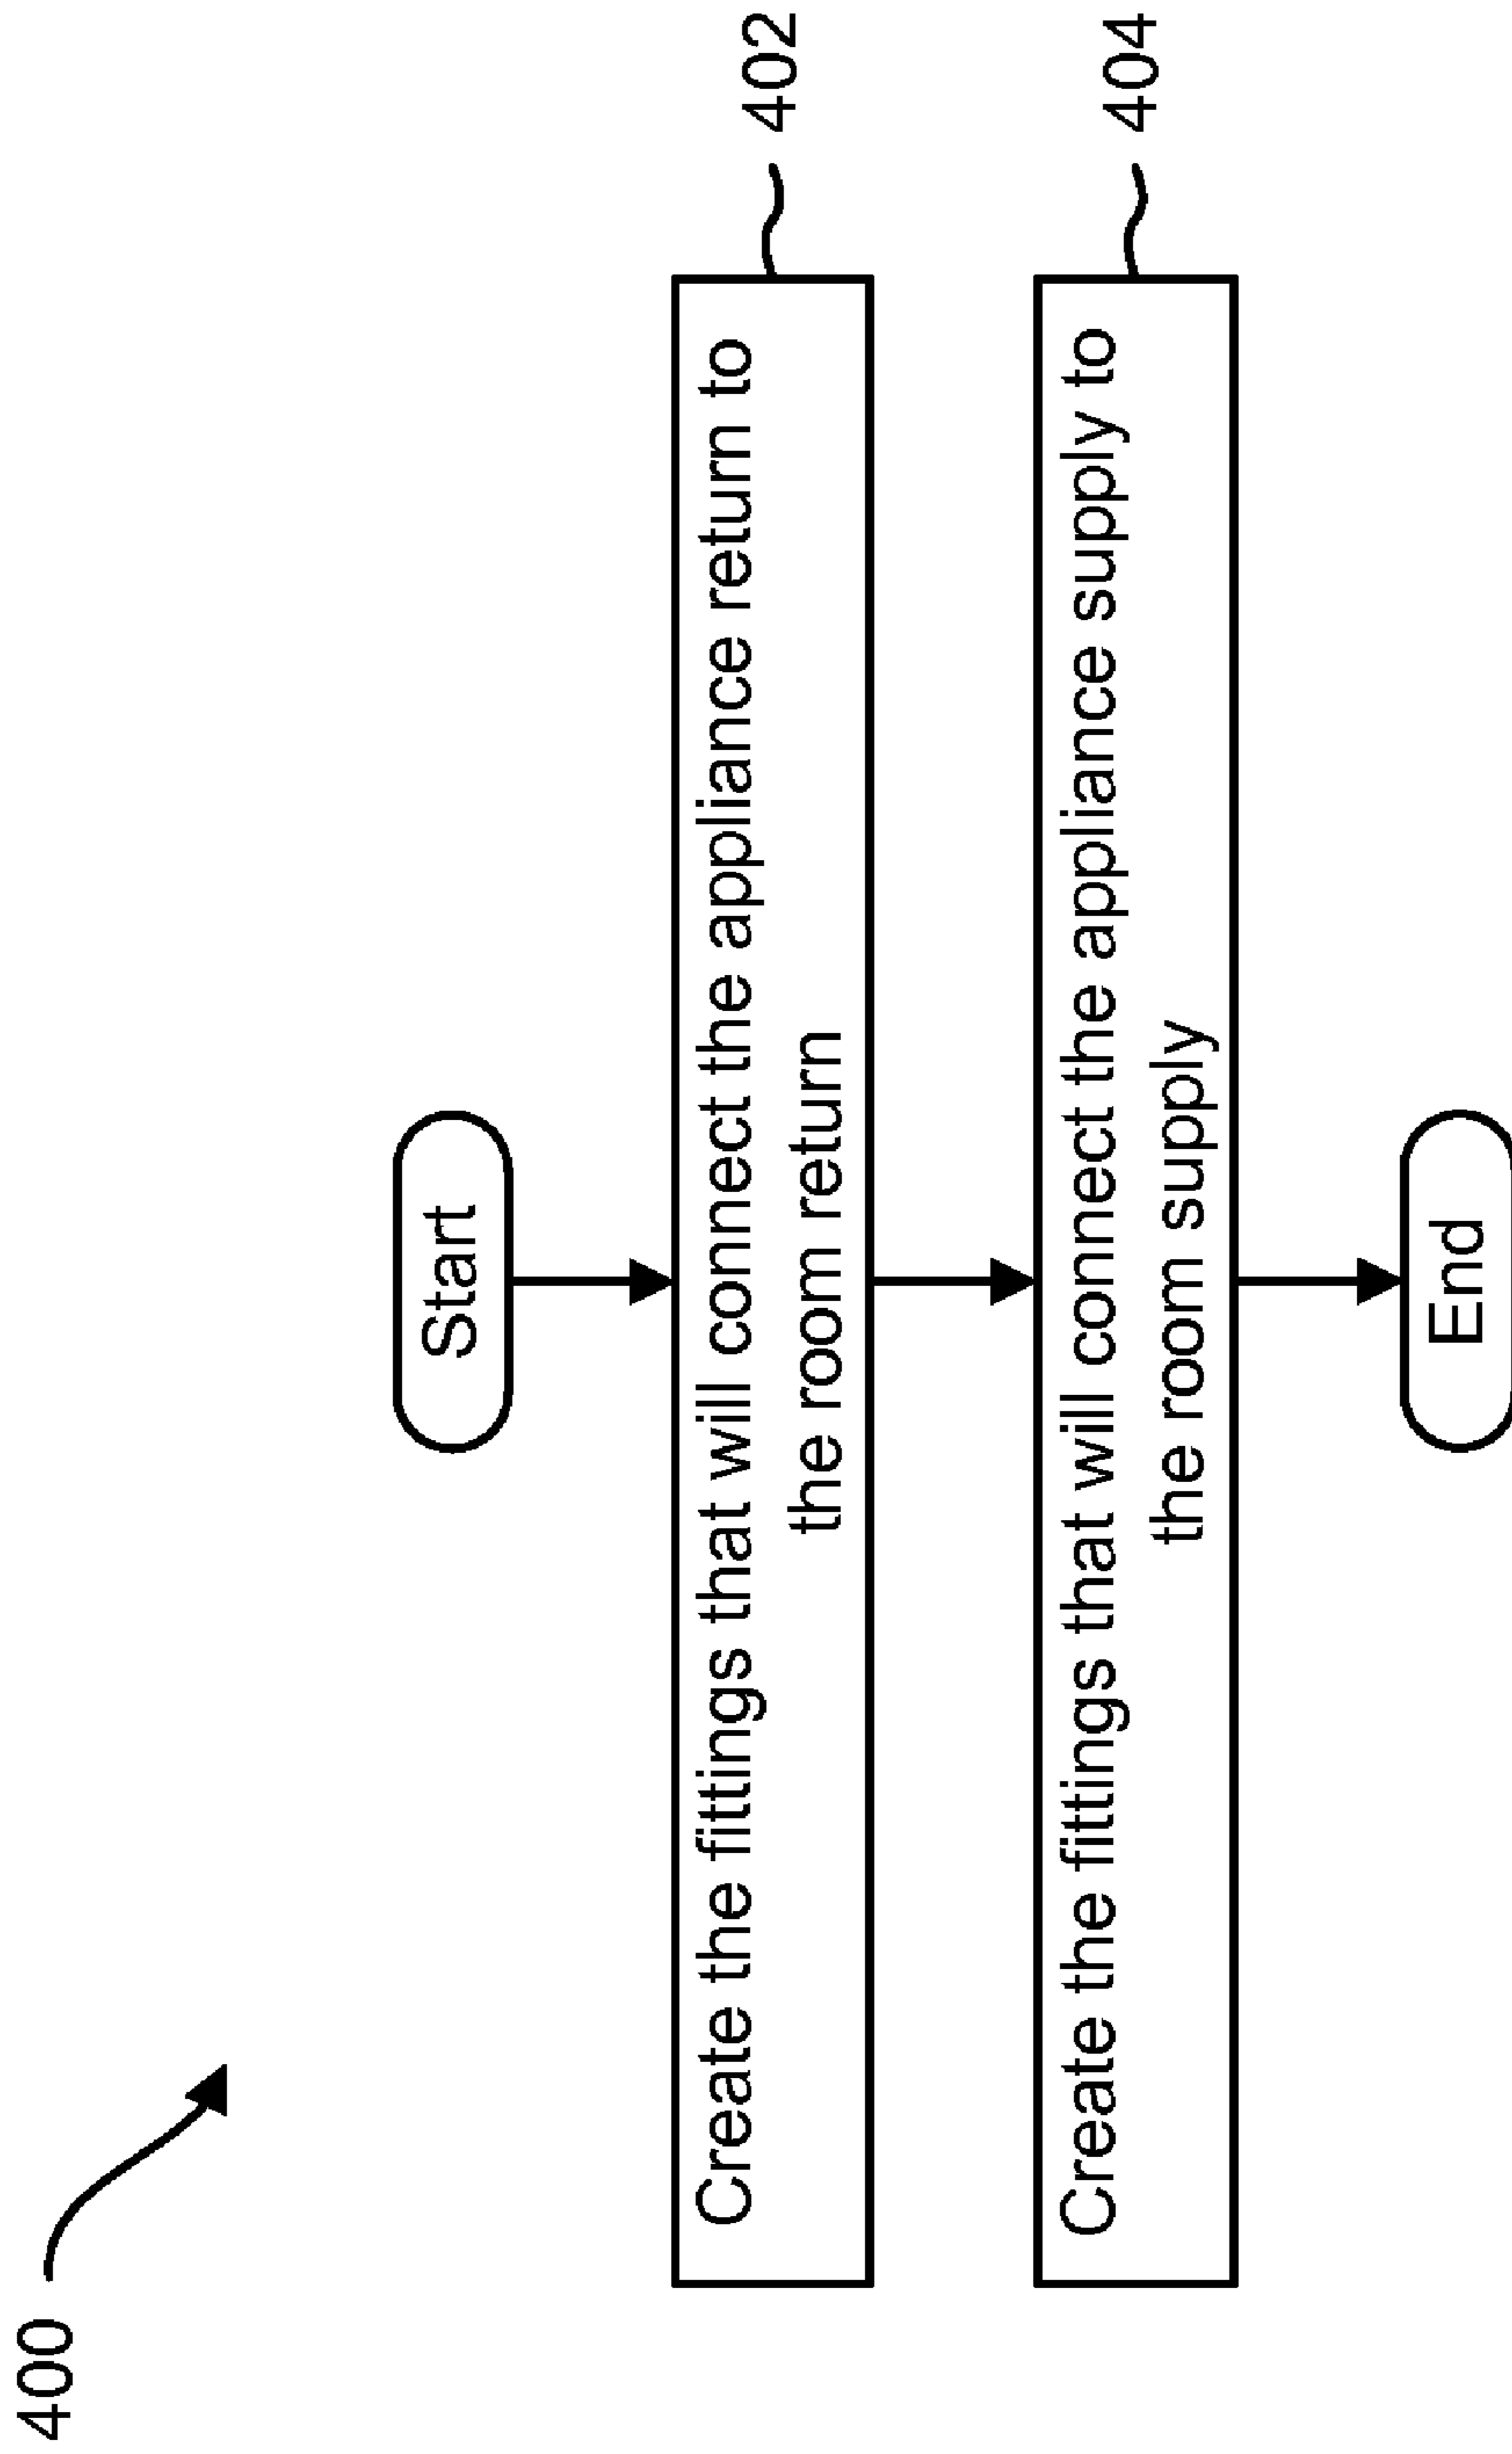 400
Start
Create the fittings that will connect the appliance return to
the room return
402
Create the fittings that will connect the appliance supply to
the room supply
404
End